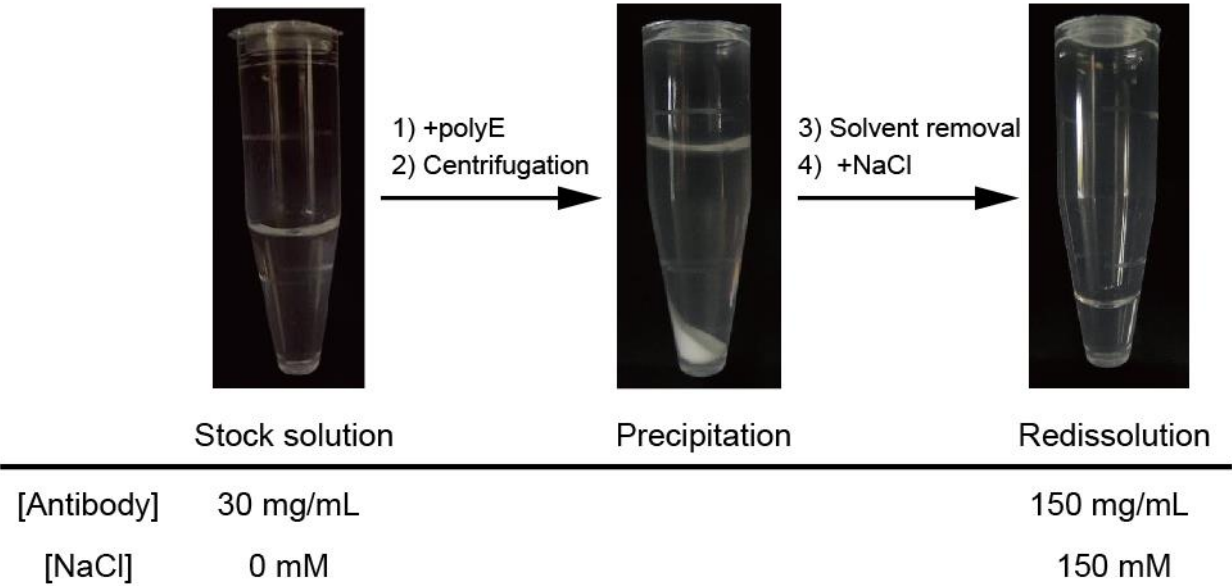 1) +polyE
2) Centrifugation
3) Solvent removal
4) +NaCl
Stock solution
Precipitation
Redissolution
[Antibody] 30 mg/mL 150 mg/mL
[NaCl] 0 mM 150 mM